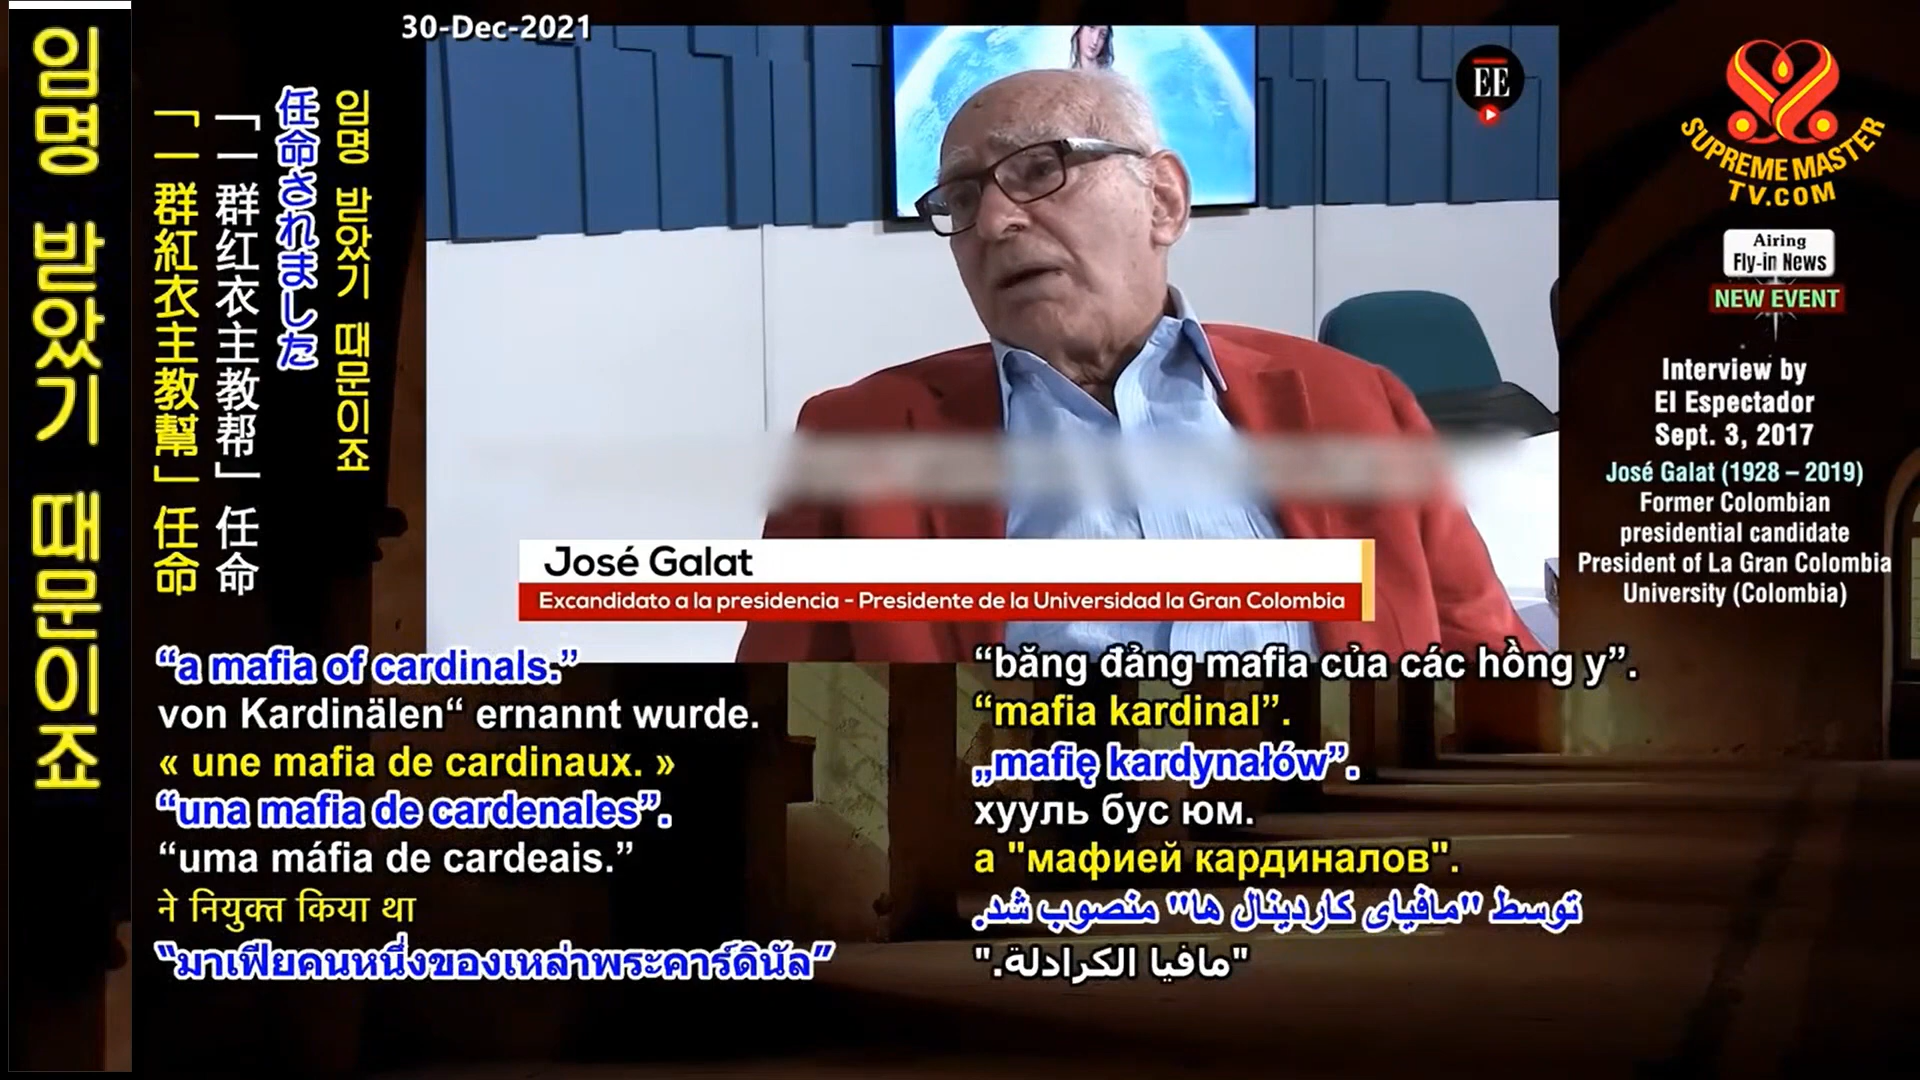 임명 받았기 때문이죠
30-Dec-2021
임명 받았기 때문이죠
任命されました
「一群红衣主教帮」任命
「一群紅衣主教幫」任命
EE
SUPREME MASTER
TV.COM
Airing
Fly-in News
NEW EVENT
Interview by
El Espectador
Sept. 3, 2017
José Galat (1928 – 2019)
Former Colombian
presidential candidate
President of La Gran Colombia
University (Colombia)
José Galat
Excandidato a la presidencia - Presidente de la Universidad la Gran Colombia
“a mafia of cardinals.”
von Kardinälen“ ernannt wurde.
« une mafia de cardinaux. »
“una mafia de cardenales”.
“uma máfia de cardeais.”
ने नियुक्त किया था
“มาเฟียคนหนึ่งของเหล่าพระคาร์ดินัล”
“băng đảng mafia của các hồng y”.
“mafia kardinal”.
„mafię kardynałów”.
хууль бус юм.
а "мафией кардиналов".
توسط "مافیای کاردینال ها" منصوب شد.
"مافيا الكرادلة."